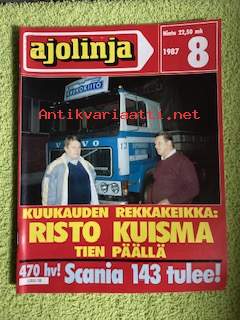 Hinta 22,50 mk
ajolinja
1987
8
Antikvariaatti.net
VOLVO
KUUKAUDEN REKKAKEIKKA:
RISTO KUISMA
TIEN PÄÄLLÄ
470 hv! Scania 143 tulee!